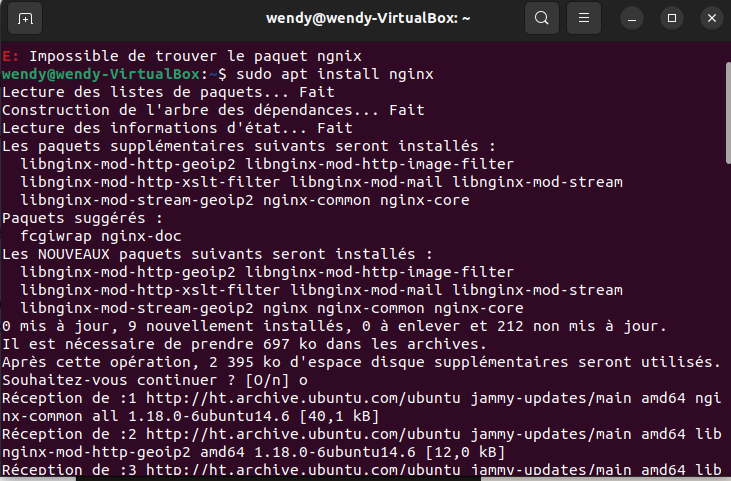 wendy@wendy-VirtualBox: ~
E: Impossible de trouver le paquet ngnix
wendy@wendy-VirtualBox:~$ sudo apt install nginx
Lecture des listes de paquets... Fait
Construction de l'arbre des dépendances... Fait
Lecture des informations d'état... Fait
Les paquets supplémentaires suivants seront installés :
  libnginx-mod-http-geoip2 libnginx-mod-http-image-filter
  libnginx-mod-http-xslt-filter libnginx-mod-mail libnginx-mod-stream
  libnginx-mod-stream-geoip2 nginx-common nginx-core
Paquets suggérés :
  fcgiwrap nginx-doc
Les NOUVEAUX paquets suivants seront installés :
  libnginx-mod-http-geoip2 libnginx-mod-http-image-filter
  libnginx-mod-http-xslt-filter libnginx-mod-mail libnginx-mod-stream
  libnginx-mod-stream-geoip2 nginx nginx-common nginx-core
0 mis à jour, 9 nouvellement installés, 0 à enlever et 212 non mis à jour.
Il est nécessaire de prendre 697 ko dans les archives.
Après cette opération, 2 395 ko d'espace disque supplémentaires seront utilisés.
Souhaitez-vous continuer ? [O/n] o
Réception de :1 http://ht.archive.ubuntu.com/ubuntu jammy-updates/main amd64 ngi
nx-common all 1.18.0-6ubuntu14.6 [40,1 kB]
Réception de :2 http://ht.archive.ubuntu.com/ubuntu jammy-updates/main amd64 lib
nginx-mod-http-geoip2 amd64 1.18.0-6ubuntu14.6 [12,0 kB]
Réception de :3 http://ht.archive.ubuntu.com/ubuntu jammy-updates/main amd64 lib